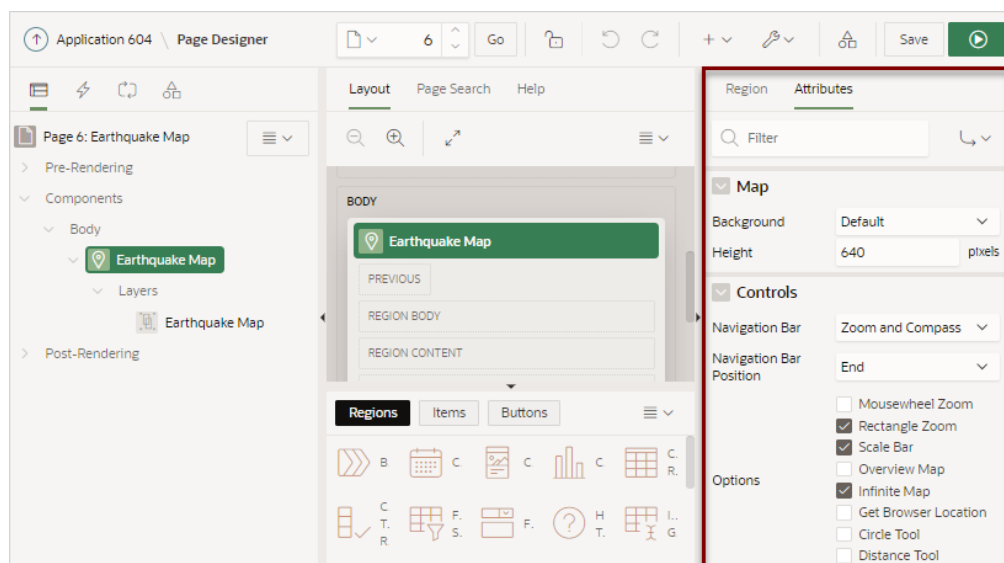 Application 604 \ Page Designer
6
Go
Save
Page 6: Earthquake Map
Pre-Rendering
Components
Body
Earthquake Map
Layers
Earthquake Map
Post-Rendering
Layout Page Search Help
BODY
Earthquake Map
PREVIOUS
REGION BODY
REGION CONTENT
Regions Items Buttons
B C. C C C. R.
C T. R F. S. F. H T. I.. G
Region Attributes
Filter
Map
Background Default
Height 640 pixels
Controls
Navigation Bar Zoom and Compass
Navigation Bar Position End
Options
Mousewheel Zoom
Rectangle Zoom
Scale Bar
Overview Map
Infinite Map
Get Browser Location
Circle Tool
Distance Tool